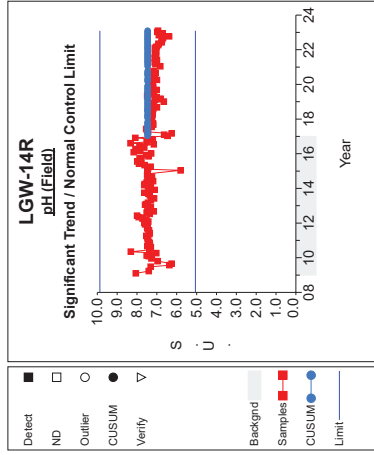 LGW-14R
pH (Field)
Significant Trend / Normal Control Limit
10.0
9.0
8.0
7.0
6.0
5.0
4.0
3.0
2.0
1.0
0.0
S . U .
08 10 12 14 16 18 20 22 24
Year
Detect
ND
Outlier
CUSUM
Verify
Backgnd
Samples
CUSUM
Limit